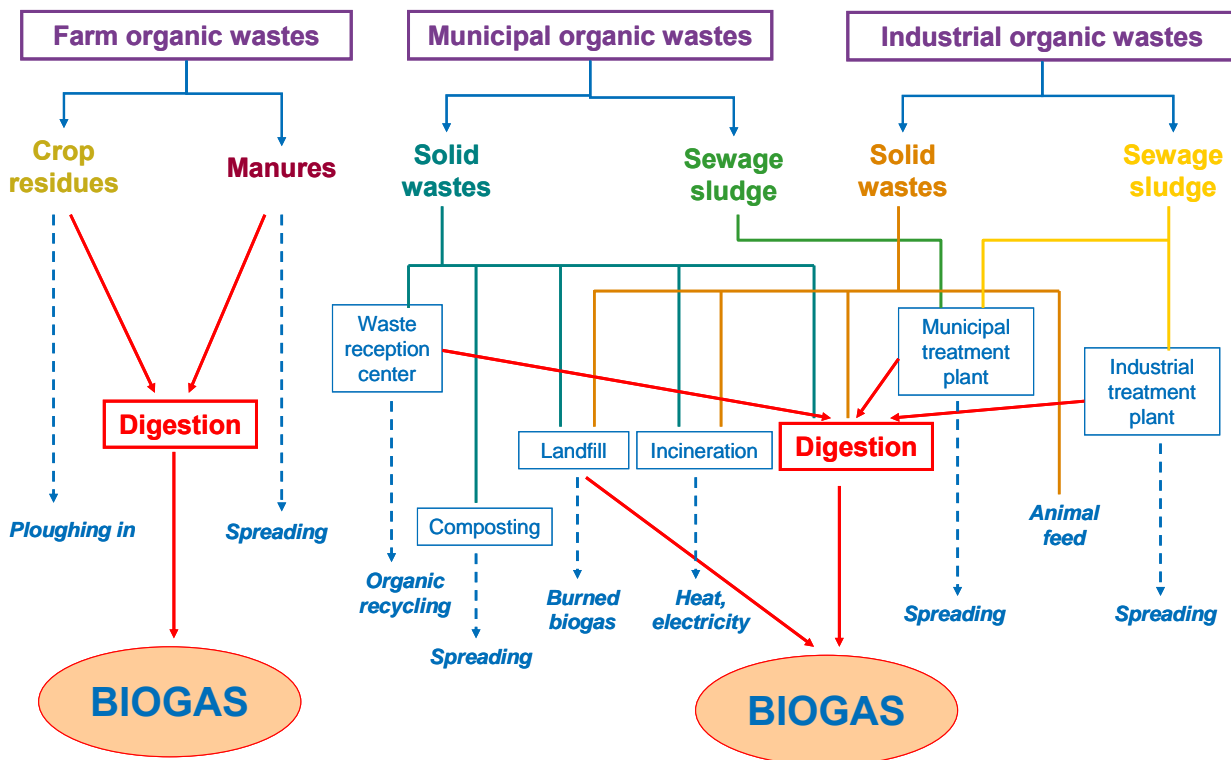 Farm organic wastes
Municipal organic wastes
Industrial organic wastes
Crop
residues
Manures
Solid
wastes
Sewage
sludge
Solid
wastes
Sewage
sludge
Waste
reception
center
Municipal
treatment
plant
Industrial
treatment
plant
Digestion
Landfill
Incineration
Digestion
Ploughing in
Spreading
Composting
Animal
feed
Organic
recycling
Burned
biogas
Heat,
electricity
Spreading
Spreading
Spreading
BIOGAS
BIOGAS